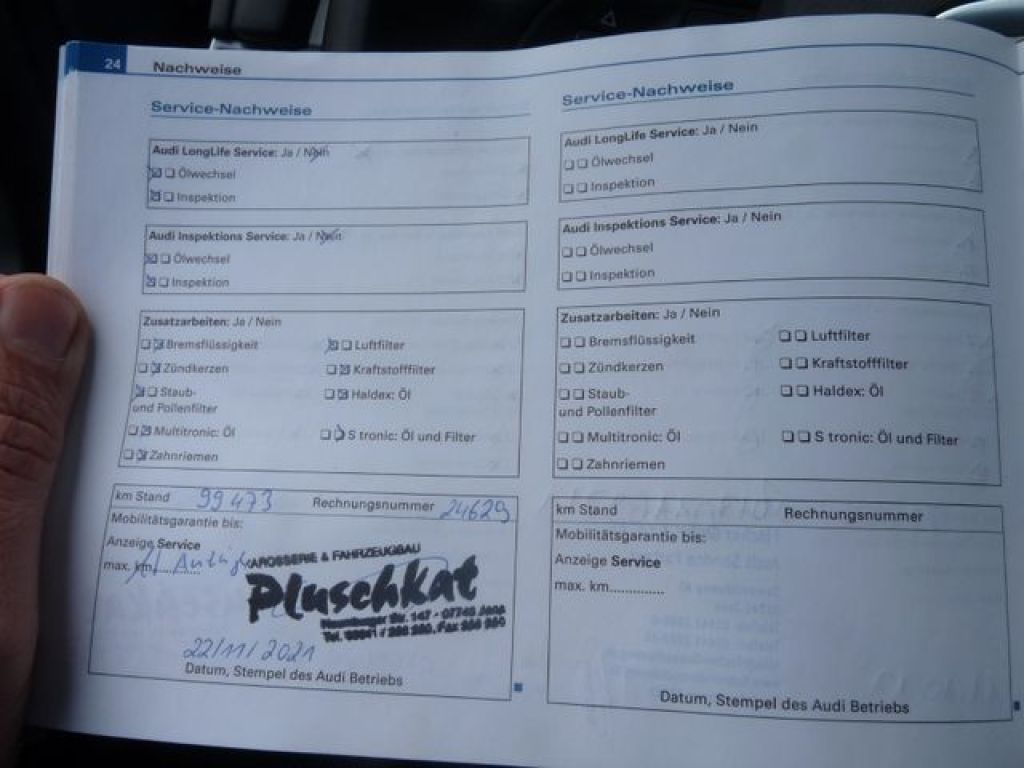 24 Nachweise
Service-Nachweise
Audi LongLife Service: Ja / Nein
Ölwechsel
Inspektion
Audi Inspektions Service: Ja / Nein
Ölwechsel
Inspektion
Zusatzarbeiten: Ja / Nein
Bremsflüssigkeit
Luftfilter
Zündkerzen
Kraftstofffilter
Staub-
und Pollenfilter
Haldex: Öl
Multitronic: Öl
S tronic: Öl und Filter
Zahnriemen
km Stand 99473 Rechnungsnummer 24629
Mobilitätsgarantie bis:
Anzeige Service
max. km............
KAROSSERIE & FAHRZEUGBAU
Pluschkat
Str. 147 - 07743 Jena
22/11/2021
Datum, Stempel des Audi Betriebs
Service-Nachweise
Audi LongLife Service: Ja / Nein
Ölwechsel
Inspektion
Audi Inspektions Service: Ja / Nein
Ölwechsel
Inspektion
Zusatzarbeiten: Ja / Nein
Bremsflüssigkeit
Luftfilter
Zündkerzen
Kraftstofffilter
Staub-
und Pollenfilter
Haldex: Öl
Multitronic: Öl
S tronic: Öl und Filter
Zahnriemen
km Stand Rechnungsnummer
Mobilitätsgarantie bis:
Anzeige Service
max. km..............
Datum, Stempel des Audi Betriebs